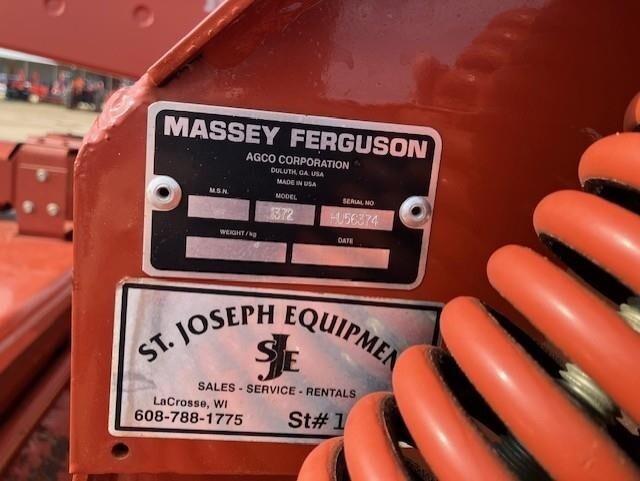 MASSEY FERGUSON
AGCO CORPORATION
DULUTH, GA. USA
MADE IN USA
M.S.N. MODEL SERIAL NO
1372 HU56374
WEIGHT / kg DATE
ST. JOSEPH EQUIPMEN
SJE
SALES - SERVICE - RENTALS
LaCrosse, WI
608-788-1775 St# 1